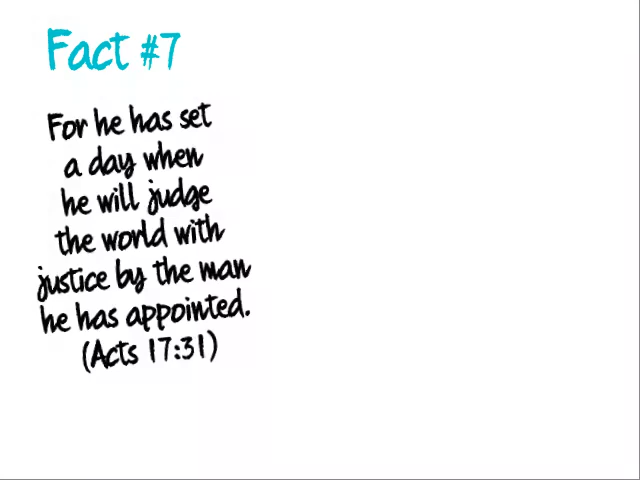 Fact #7
For he has set
a day when
he will judge
the world with
justice by the man
he has appointed.
(Acts 17:31)